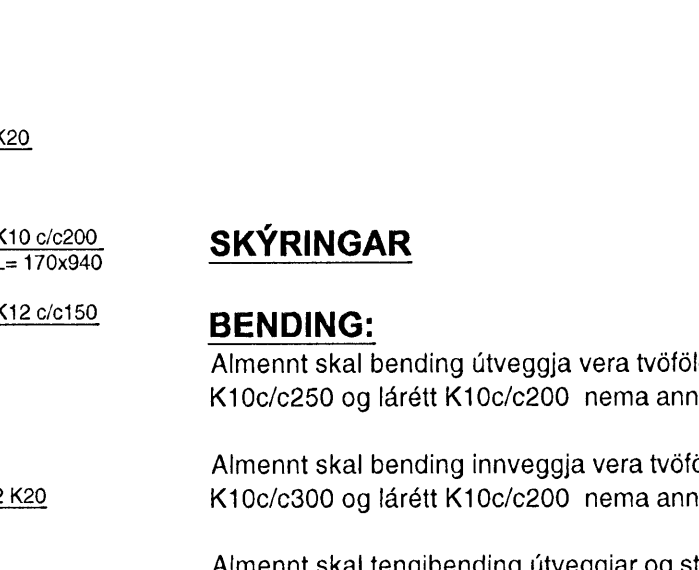 K20
K10 c/c200
L= 170x940
K12 c/c150
2 K20
SKÝRINGAR
BENDING:
Almennt skal bending útveggja vera tvöföl
K10c/c250 og lárétt K10c/c200 nema ann
Almennt skal bending innveggja vera tvöfö
K10c/c300 og lárétt K10c/c200 nema ann
Almennt skal tengibending útveggjar og st